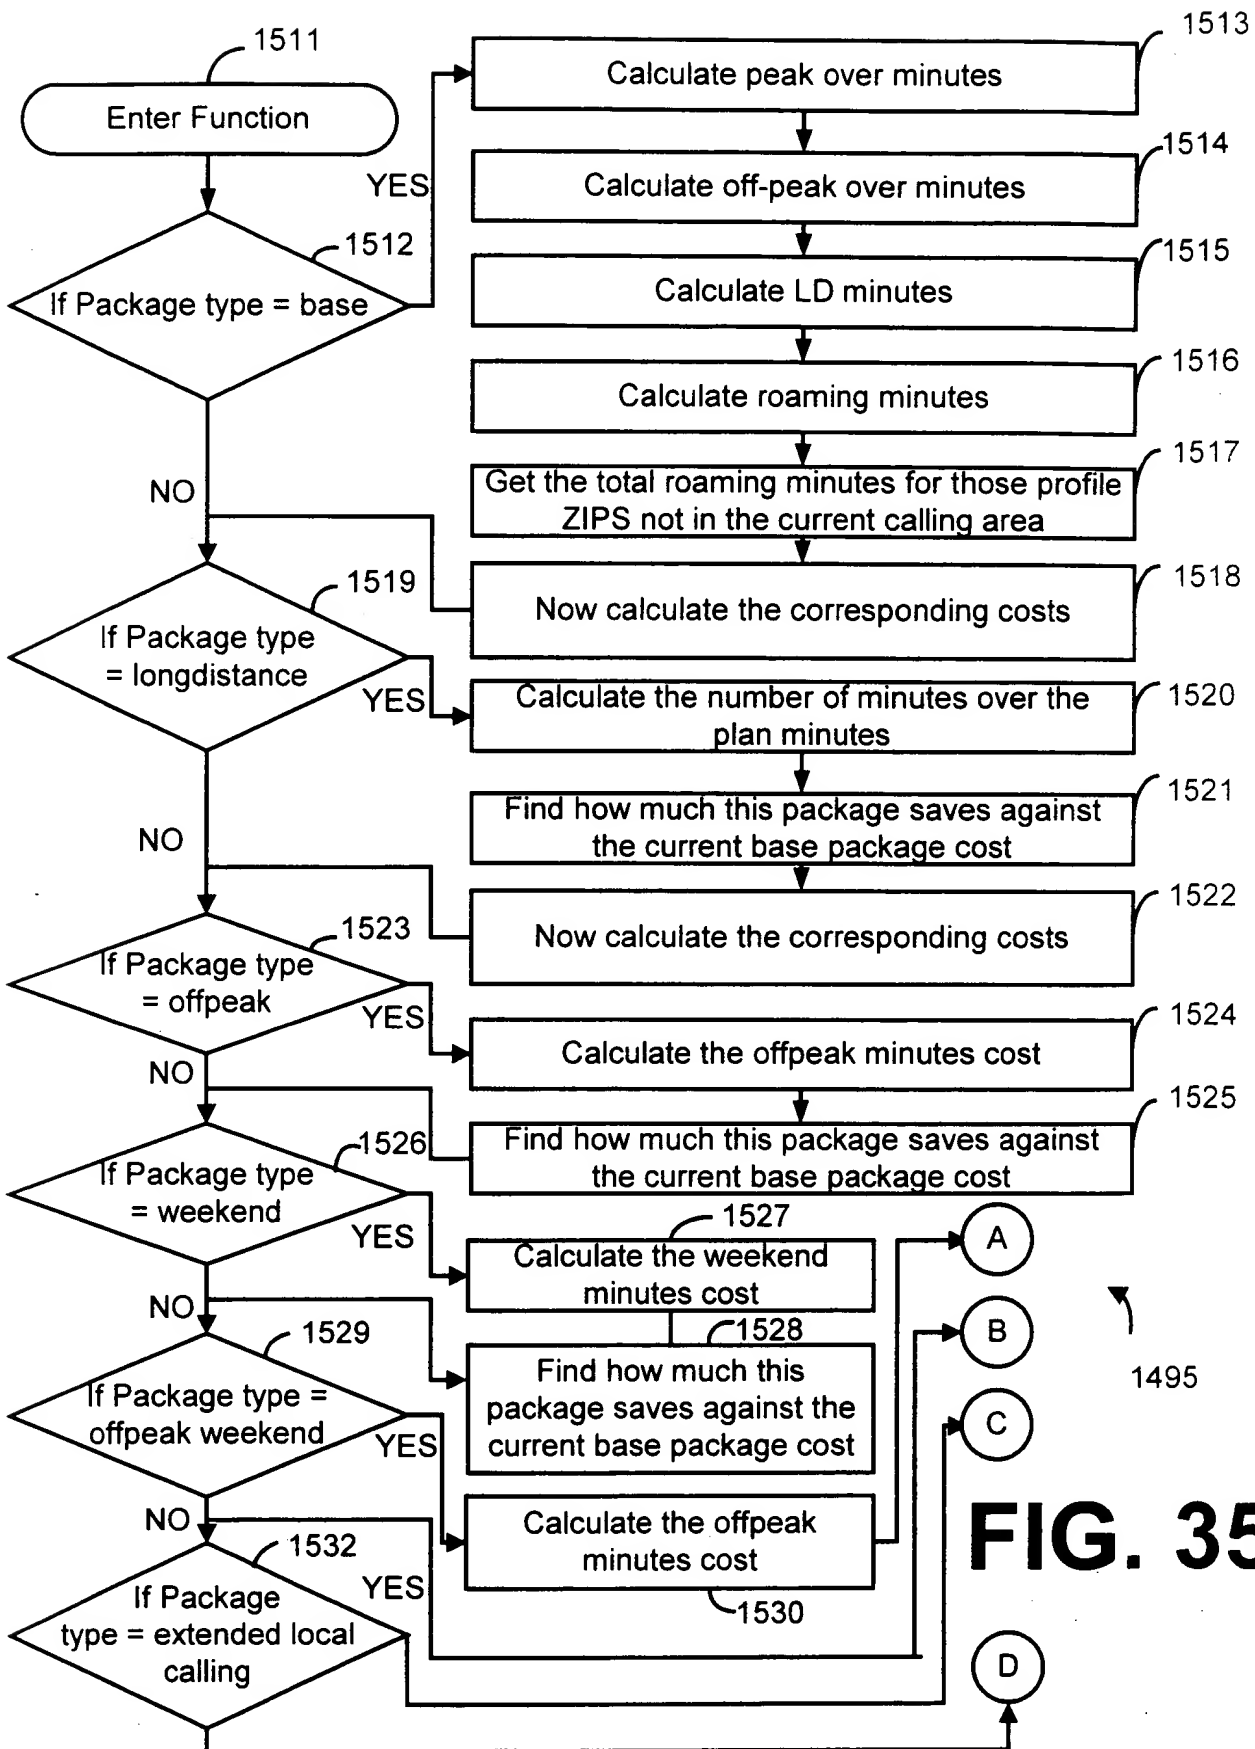 1511
Enter Function
1513
Calculate peak over minutes
YES
1514
Calculate off-peak over minutes
1512
If Package type = base
1515
Calculate LD minutes
1516
Calculate roaming minutes
1517
Get the total roaming minutes for those profile
ZIPS not in the current calling area
NO
1518
Now calculate the corresponding costs
1519
If Package type
= longdistance
YES
1520
Calculate the number of minutes over the
plan minutes
1521
Find how much this package saves against
the current base package cost
NO
1522
Now calculate the corresponding costs
1523
If Package type
= offpeak
YES
1524
Calculate the offpeak minutes cost
NO
1525
Find how much this package saves against
the current base package cost
1526
If Package type
= weekend
YES
1527
Calculate the weekend
minutes cost
A
NO
1528
Find how much this
package saves against the
current base package cost
B
1495
1529
If Package type =
offpeak weekend
YES
C
NO
Calculate the offpeak
minutes cost
1530
FIG. 35
1532
YES
If Package
type = extended local
calling
D